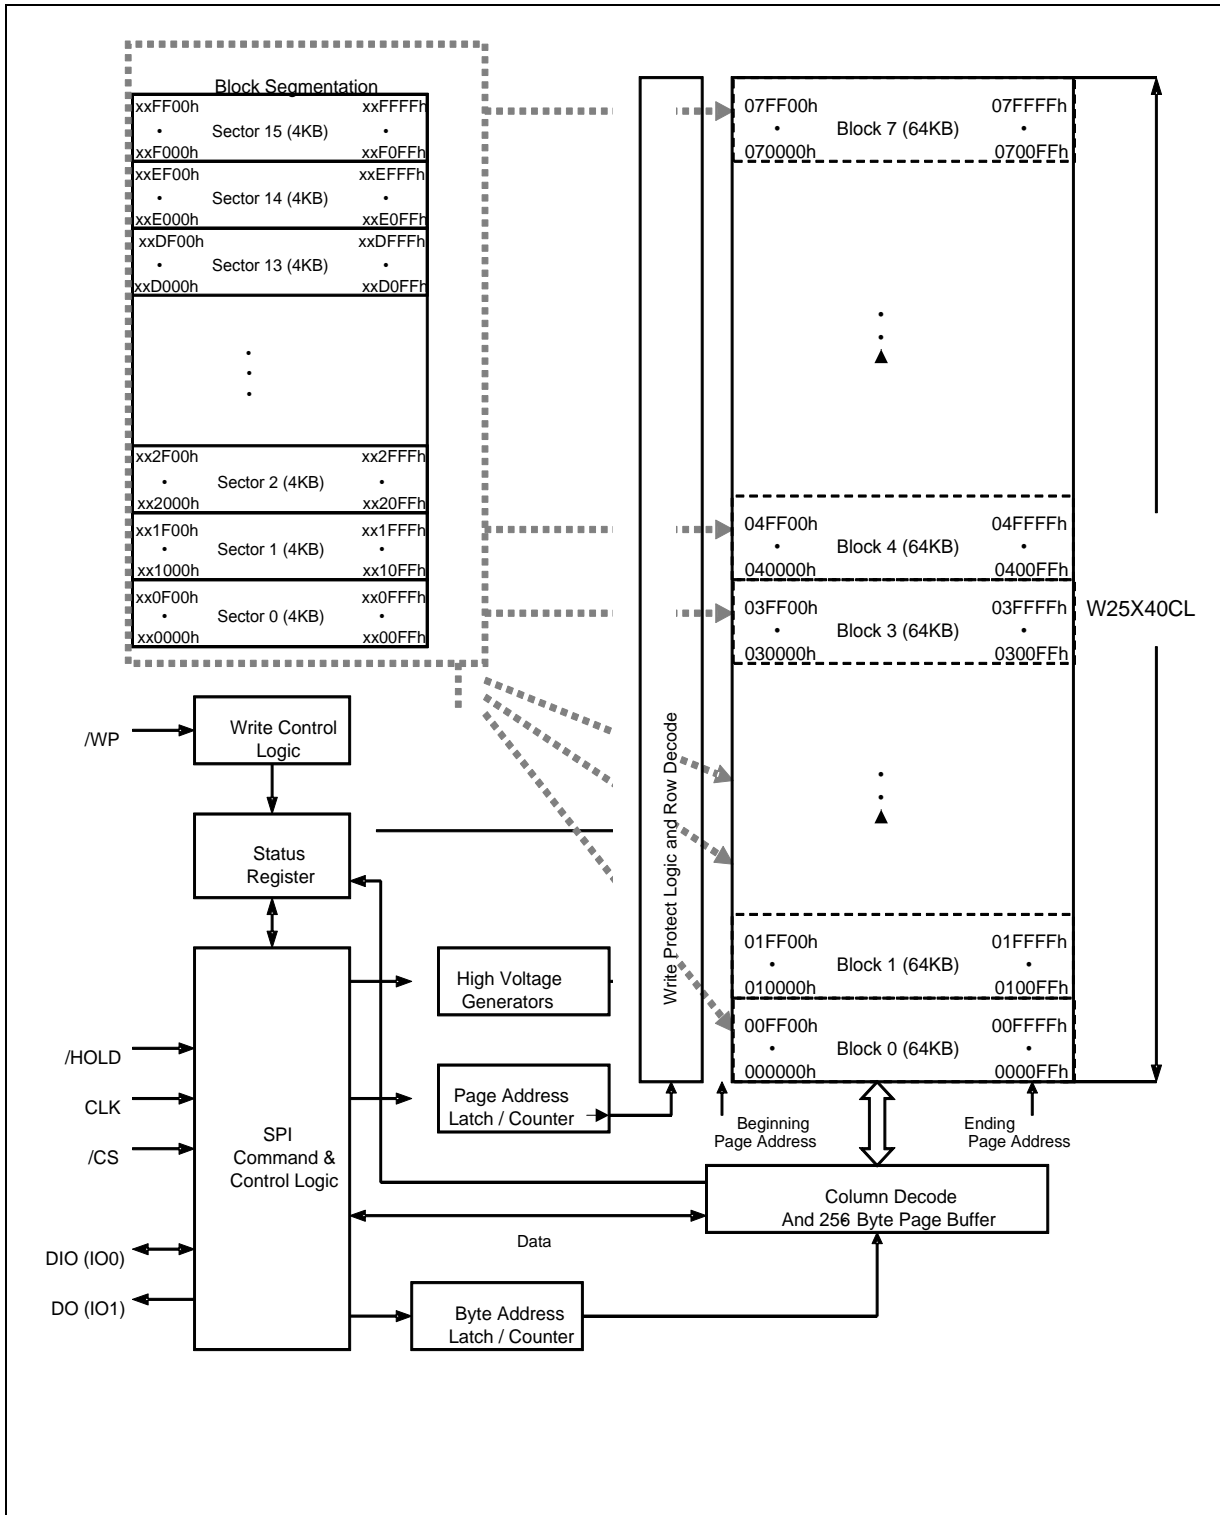 Block Segmentation
xxFF00h xxFFFFh
• Sector 15 (4KB) •
xxF000h xxF0FFh
xxEF00h xxEFFFh
• Sector 14 (4KB) •
xxE000h xxE0FFh
xxDF00h xxDFFFh
• Sector 13 (4KB) •
xxD000h xxD0FFh
xx2F00h xx2FFFh
• Sector 2 (4KB) •
xx2000h xx20FFh
xx1F00h xx1FFFh
• Sector 1 (4KB) •
xx1000h xx10FFh
xx0F00h xx0FFFh
• Sector 0 (4KB) •
xx0000h xx00FFh
Write Protect Logic and Row Decode
07FF00h 07FFFFh
• Block 7 (64KB) •
070000h 0700FFh
04FF00h 04FFFFh
• Block 4 (64KB) •
040000h 0400FFh
03FF00h 03FFFFh
• Block 3 (64KB) •
030000h 0300FFh
01FF00h 01FFFFh
• Block 1 (64KB) •
010000h 0100FFh
00FF00h 00FFFFh
• Block 0 (64KB) •
000000h 0000FFh
W25X40CL
/WP
Write Control
Logic
Status
Register
High Voltage
Generators
/HOLD
CLK
/CS
DIO (IO0)
DO (IO1)
SPI
Command &
Control Logic
Page Address
Latch / Counter
Beginning
Page Address
Ending
Page Address
Column Decode
And 256 Byte Page Buffer
Data
Byte Address
Latch / Counter